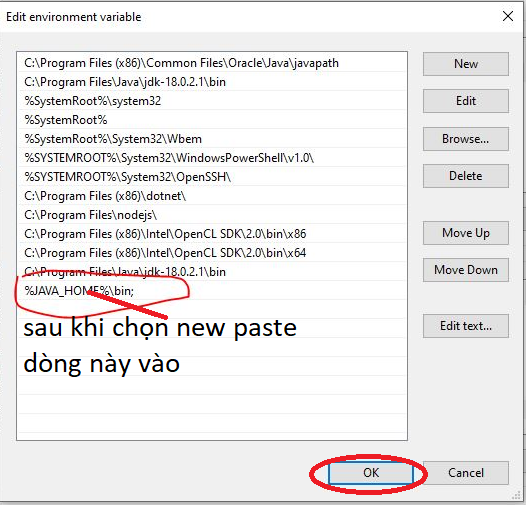 Edit environment variable
C:\Program Files (x86)\Common Files\Oracle\Java\javapath
New
C:\Program Files\Java\jdk-18.0.2.1\bin
%SystemRoot%\system32
Edit
%SystemRoot%
%SystemRoot%\System32\Wbem
Browse...
%SYSTEMROOT%\System32\WindowsPowerShell\v1.0\
%SYSTEMROOT%\System32\OpenSSH\
Delete
C:\Program Files (x86)\dotnet\
C:\Program Files\nodejs\
C:\Program Files (x86)\Intel\OpenCL SDK\2.0\bin\x86
Move Up
C:\Program Files (x86)\Intel\OpenCL SDK\2.0\bin\x64
C:\Program Files\Java\jdk-18.0.2.1\bin
Move Down
%JAVA_HOME%\bin;
sau khi chọn new paste
Edit text...
dòng này vào
OK
Cancel